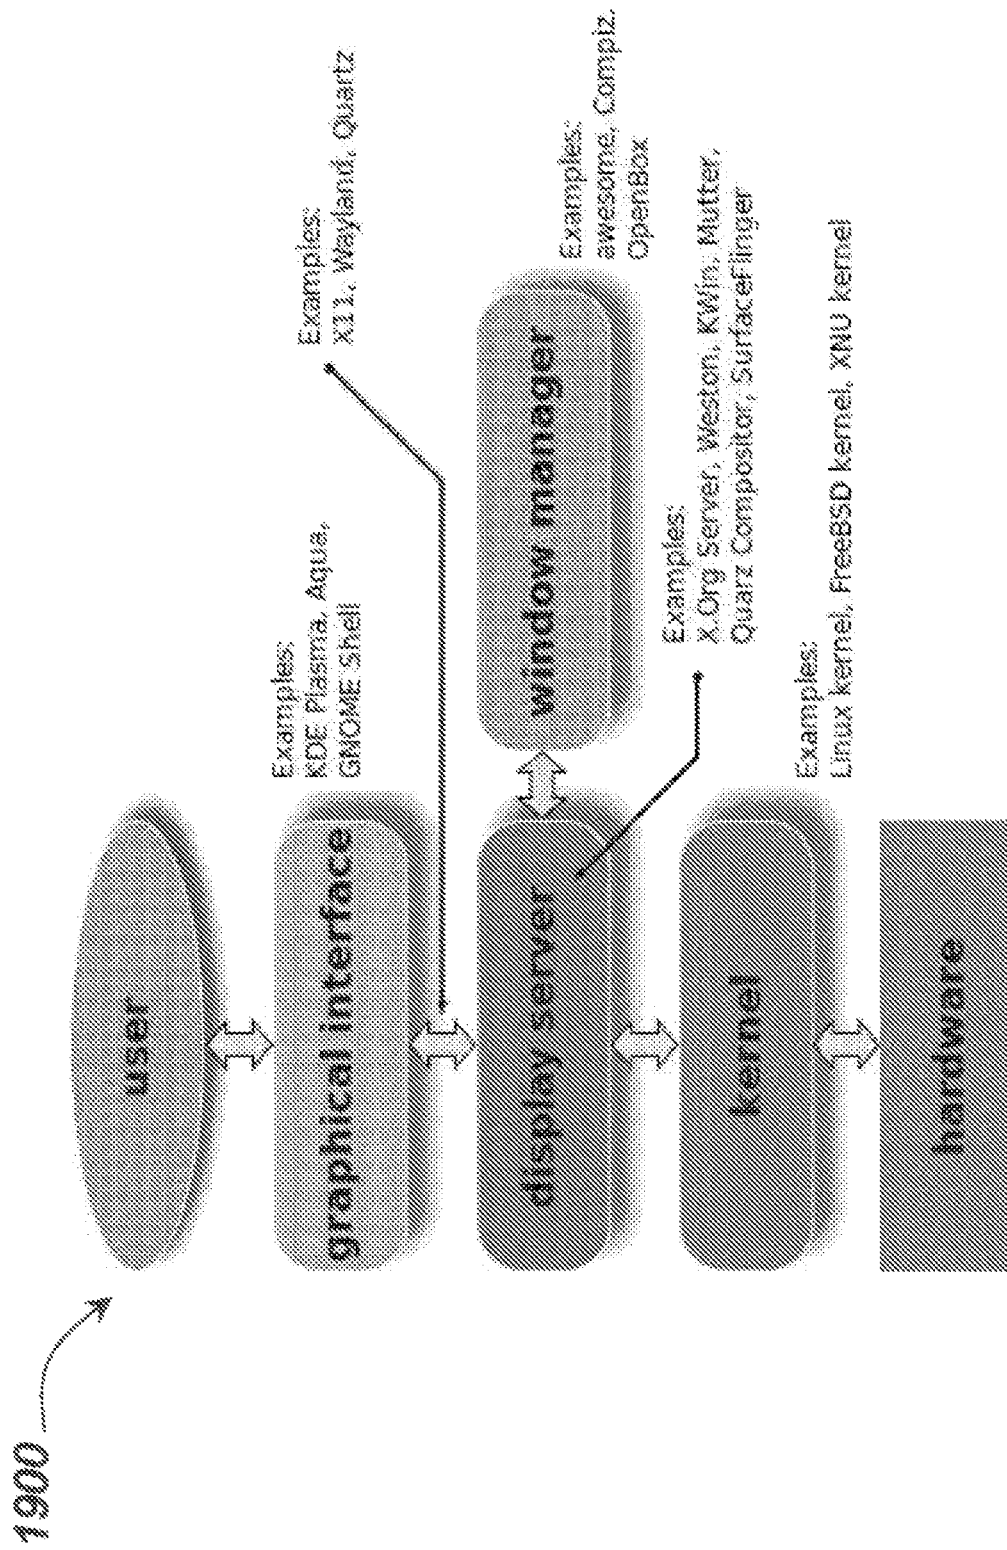 1900
user
graphical interface
Examples:
KDE Plasma, Aqua,
GNOME Shell
Examples:
X11, Wayland, Quartz
display server
window manager
Examples:
awesome, Compiz,
OpenBox
Examples:
X.Org Server, Weston, KWin, Mutter,
Quarz Compositor, SurfaceFlinger
kernel
Examples:
Linux kernel, FreeBSD kernel, XNU kernel
hardware